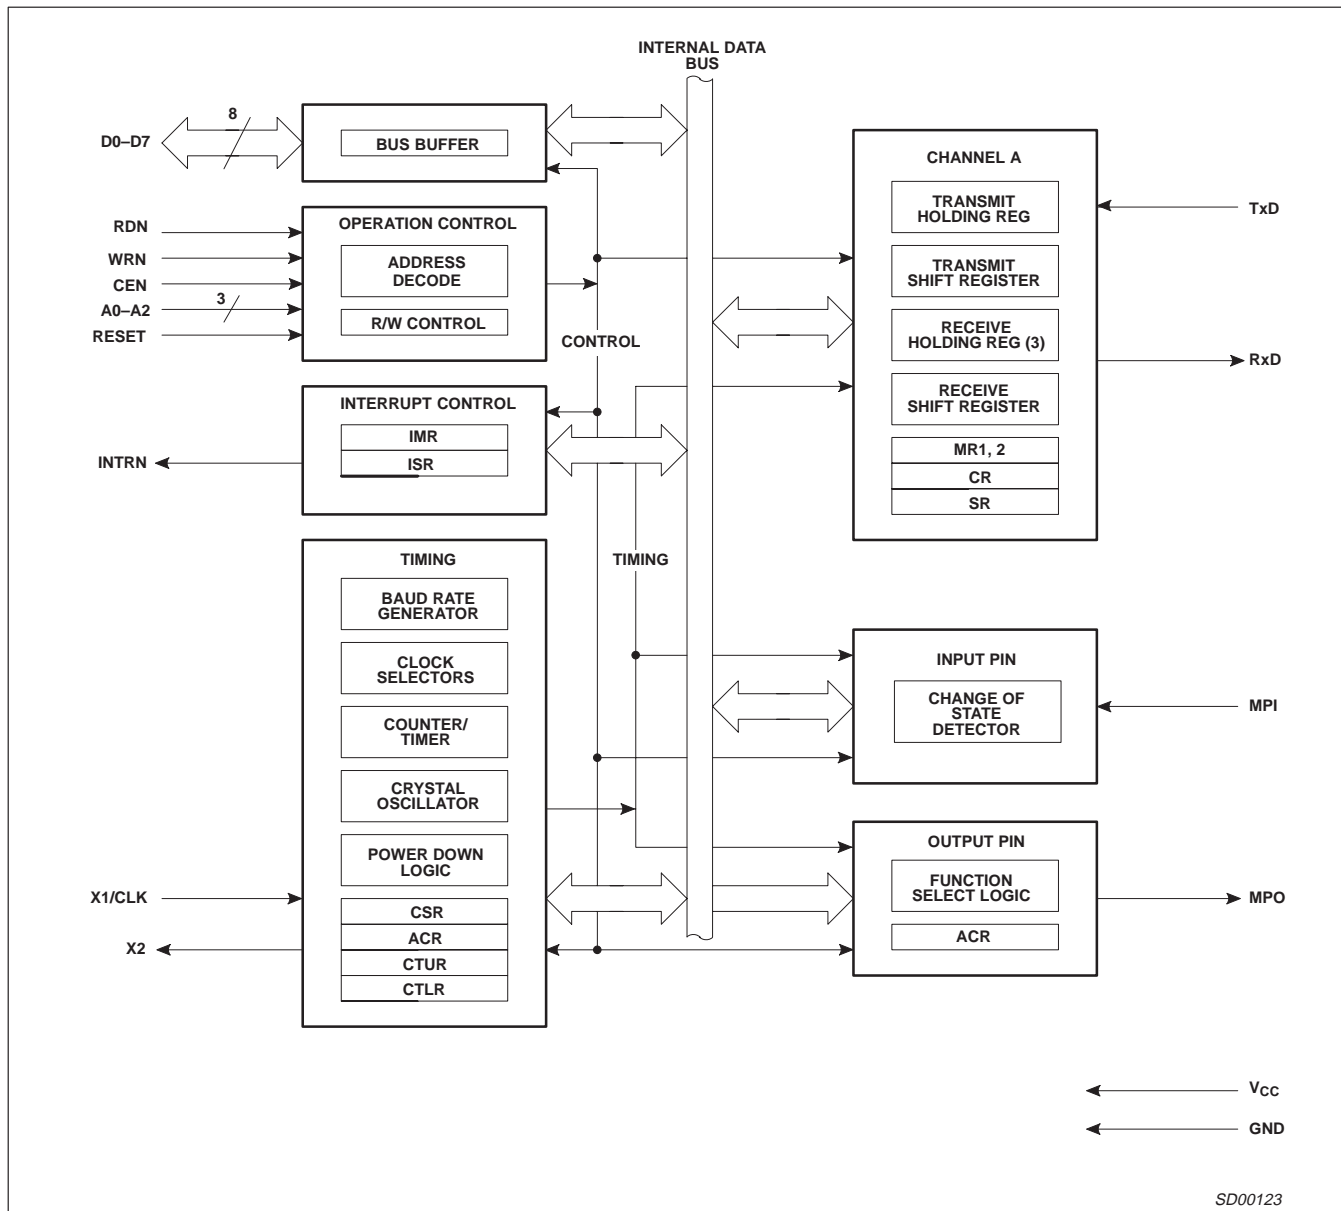 INTERNAL DATA
BUS
8
D0–D7
BUS BUFFER
RDN
WRN
CEN
A0–A2
3
RESET
OPERATION CONTROL
ADDRESS
DECODE
R/W CONTROL
CONTROL
INTERRUPT CONTROL
IMR
ISR
INTRN
TIMING
BAUD RATE
GENERATOR
CLOCK
SELECTORS
COUNTER/
TIMER
CRYSTAL
OSCILLATOR
POWER DOWN
LOGIC
CSR
ACR
CTUR
CTLR
X1/CLK
X2
TIMING
CHANNEL A
TRANSMIT
HOLDING REG
TRANSMIT
SHIFT REGISTER
RECEIVE
HOLDING REG (3)
RECEIVE
SHIFT REGISTER
MR1, 2
CR
SR
TxD
RxD
INPUT PIN
CHANGE OF
STATE
DETECTOR
MPI
OUTPUT PIN
FUNCTION
SELECT LOGIC
ACR
MPO
VCC
GND
SD00123